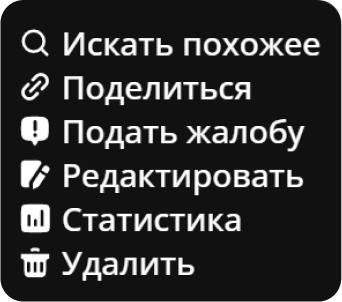 Искать похожее
Поделиться
Подать жалобу
Редактировать
Статистика
Удалить